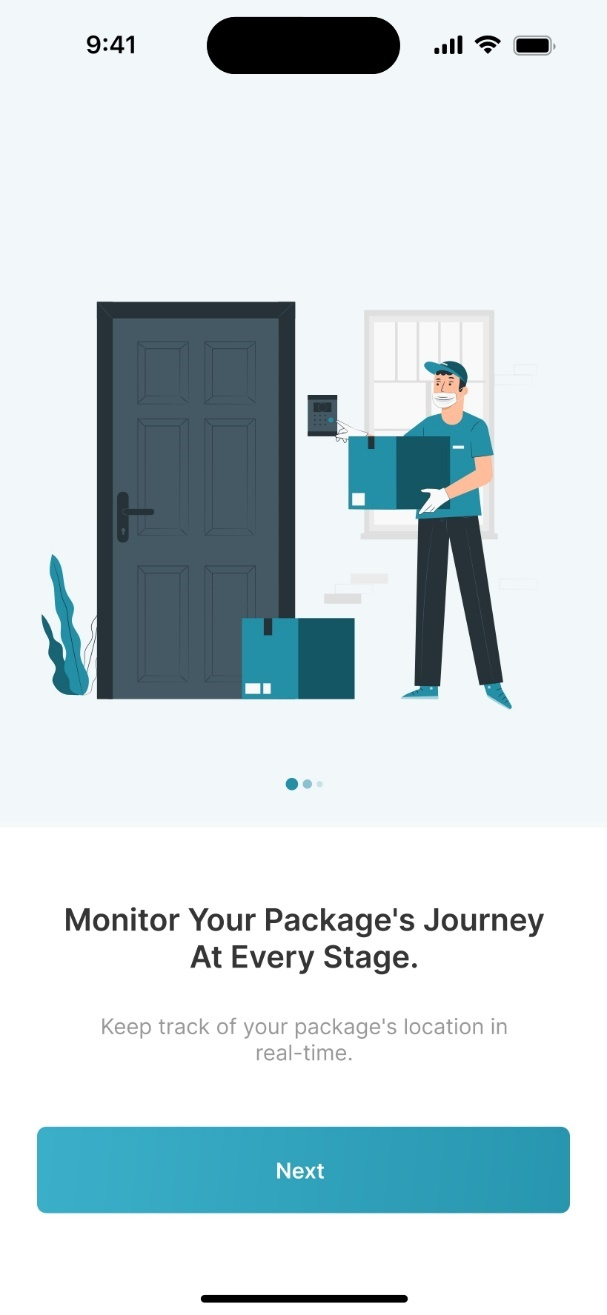 9:41
Monitor Your Package's Journey
At Every Stage.
Keep track of your package's location in
real-time.
Next